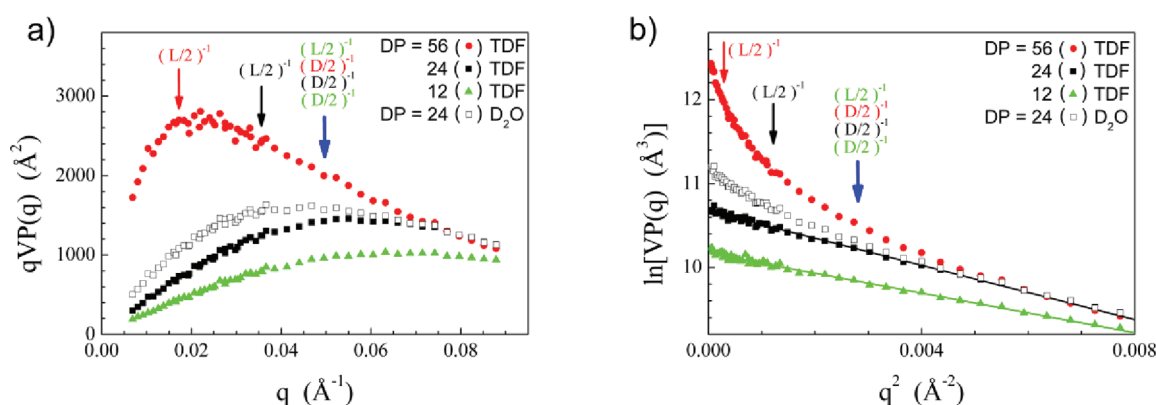 a)
DP = 56 ( ) TDF
24 ( ) TDF
12 ( ) TDF
DP = 24 ( ) D₂O
( L/2 )⁻¹
( L/2 )⁻¹
( L/2 )⁻¹
( D/2 )⁻¹
( D/2 )⁻¹
( D/2 )⁻¹
3000
2000
1000
0
qVP(q) (Å²)
0.00 0.02 0.04 0.06 0.08
q (Å⁻¹)
b)
DP = 56 ( ) TDF
24 ( ) TDF
12 ( ) TDF
DP = 24 ( ) D₂O
( L/2 )⁻¹
( L/2 )⁻¹
( L/2 )⁻¹
( D/2 )⁻¹
( D/2 )⁻¹
( D/2 )⁻¹
12
11
10
ln[VP(q) (Å³)]
0.000 0.004 0.008
q² (Å⁻²)